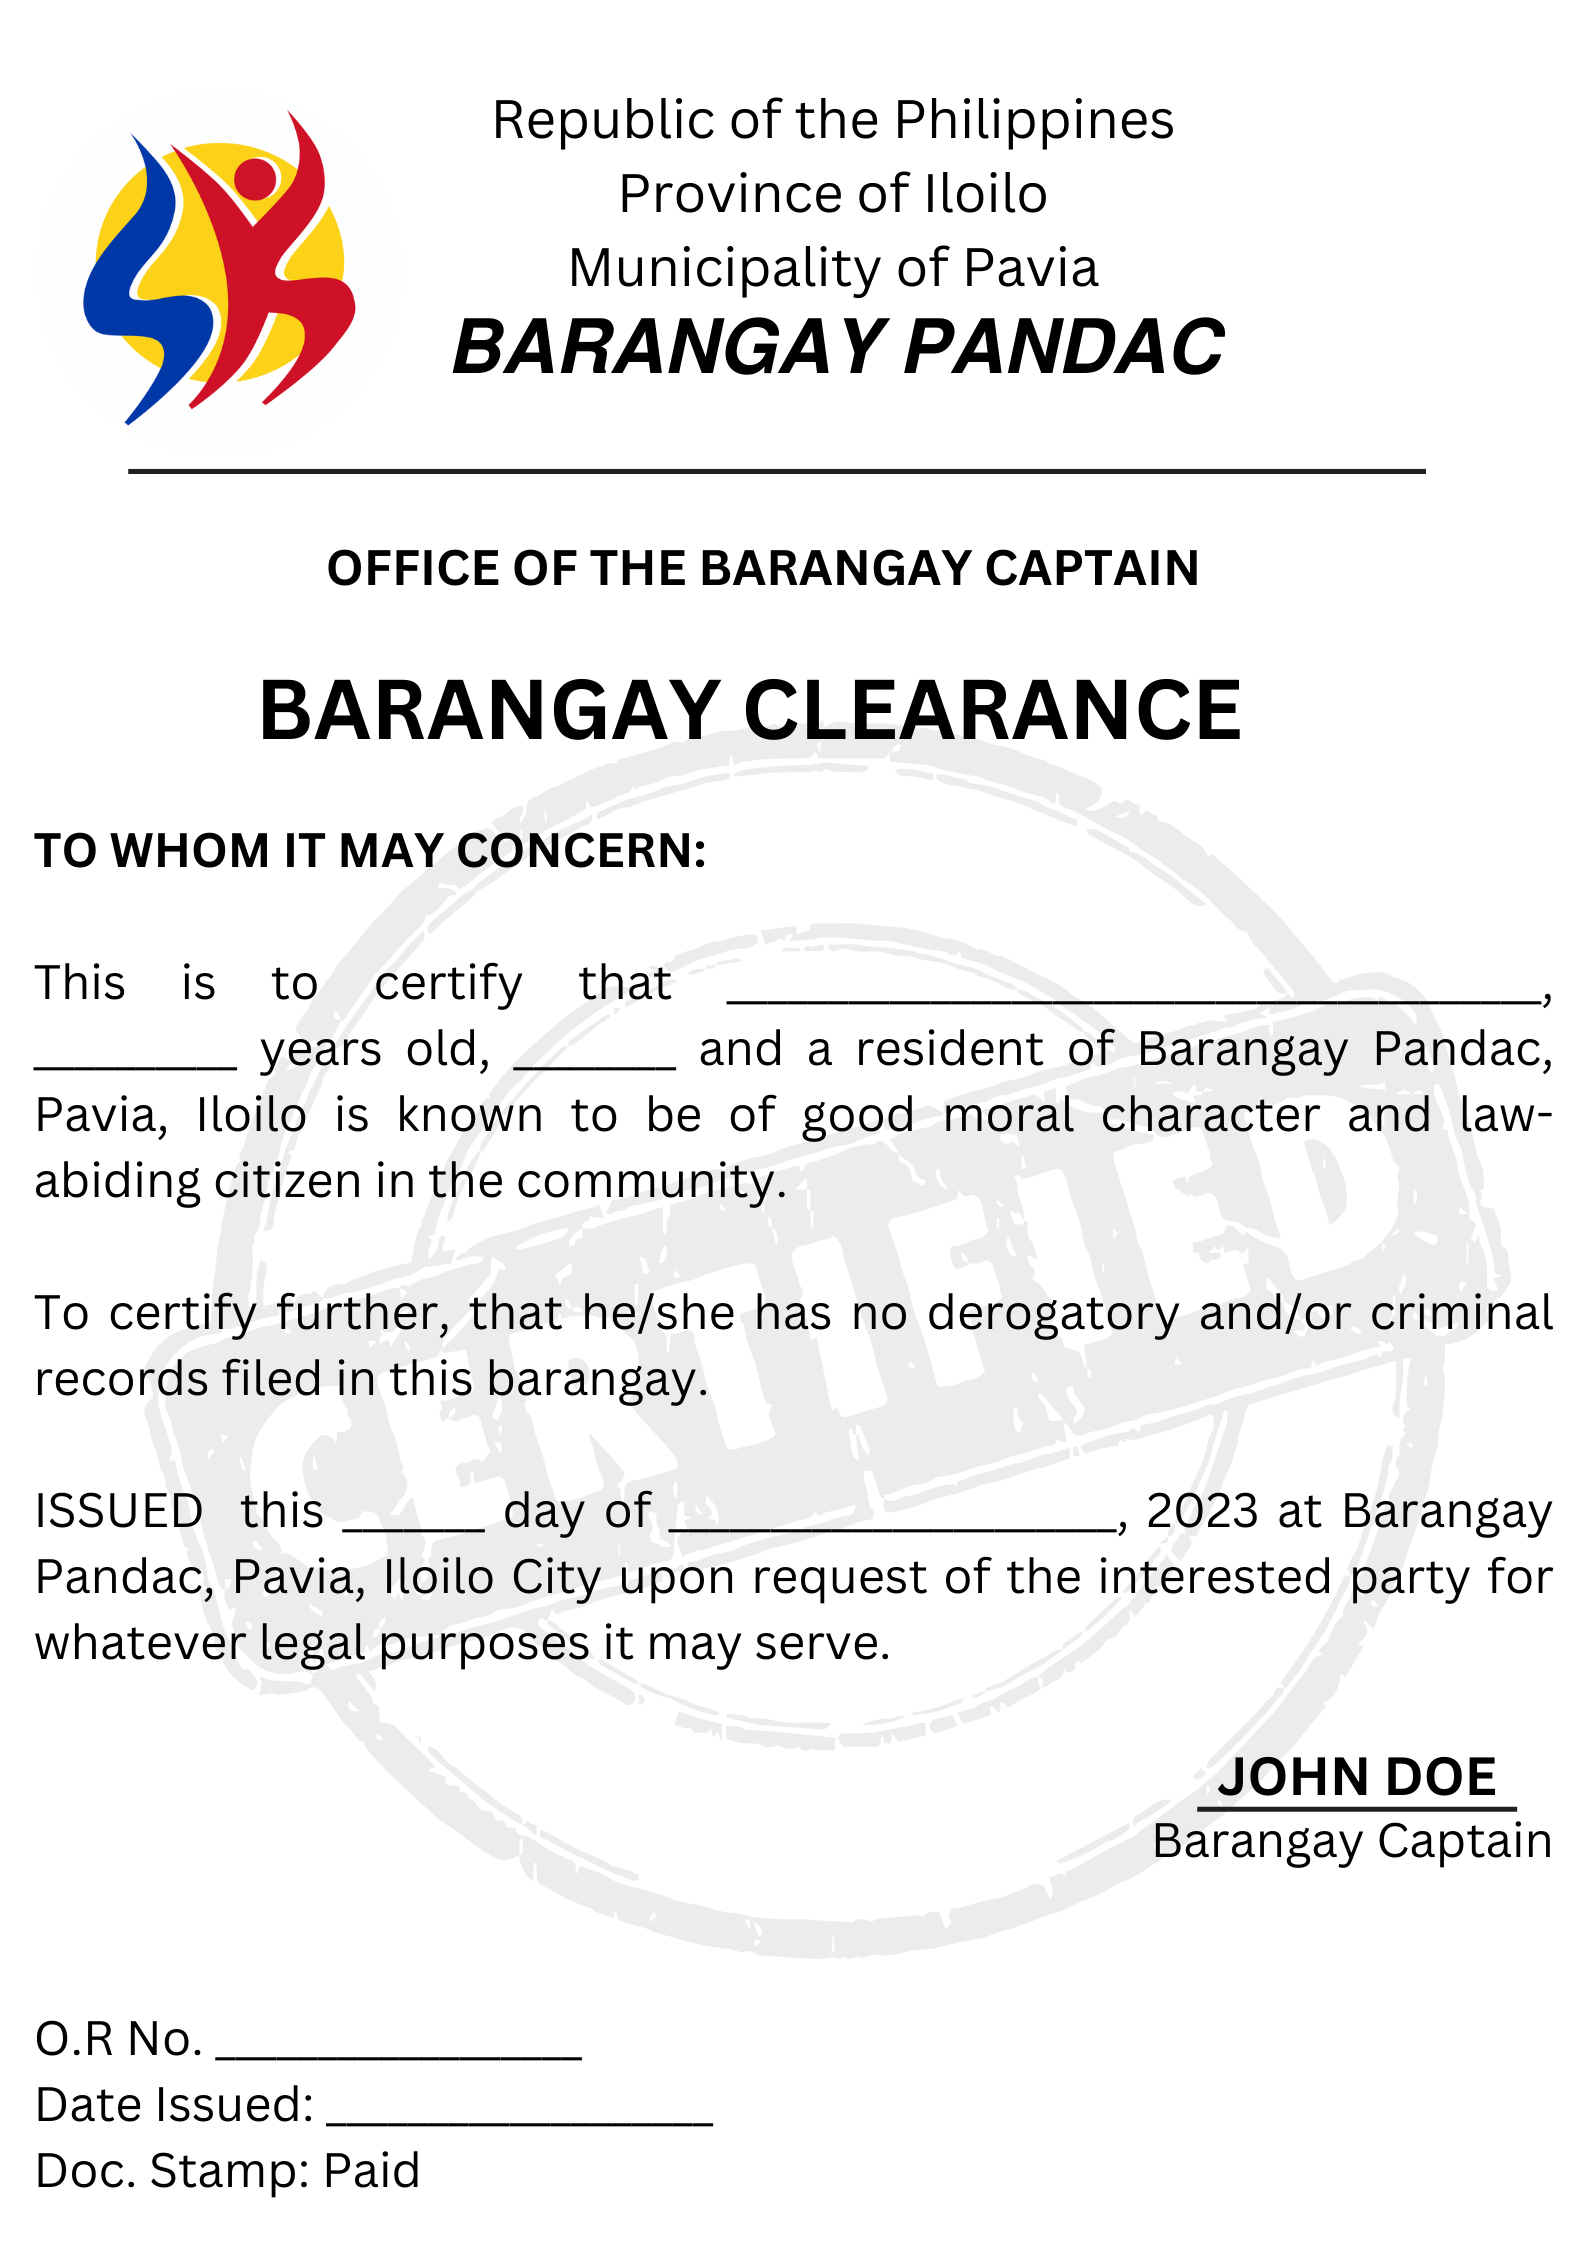 Republic of the Philippines
Province of Iloilo
Municipality of Pavia
BARANGAY PANDAC
OFFICE OF THE BARANGAY CAPTAIN
BARANGAY CLEARANCE
TO WHOM IT MAY CONCERN:
This is to certify that ________________________________________,
__________ years old, ________ and a resident of Barangay Pandac,
Pavia, Iloilo is known to be of good moral character and law-
abiding citizen in the community.
To certify further, that he/she has no derogatory and/or criminal
records filed in this barangay.
ISSUED this _______ day of ______________________, 2023 at Barangay
Pandac, Pavia, Iloilo City upon request of the interested party for
whatever legal purposes it may serve.
CERTIFIED
JOHN DOE
Barangay Captain
O.R No. __________________
Date Issued: ___________________
Doc. Stamp: Paid